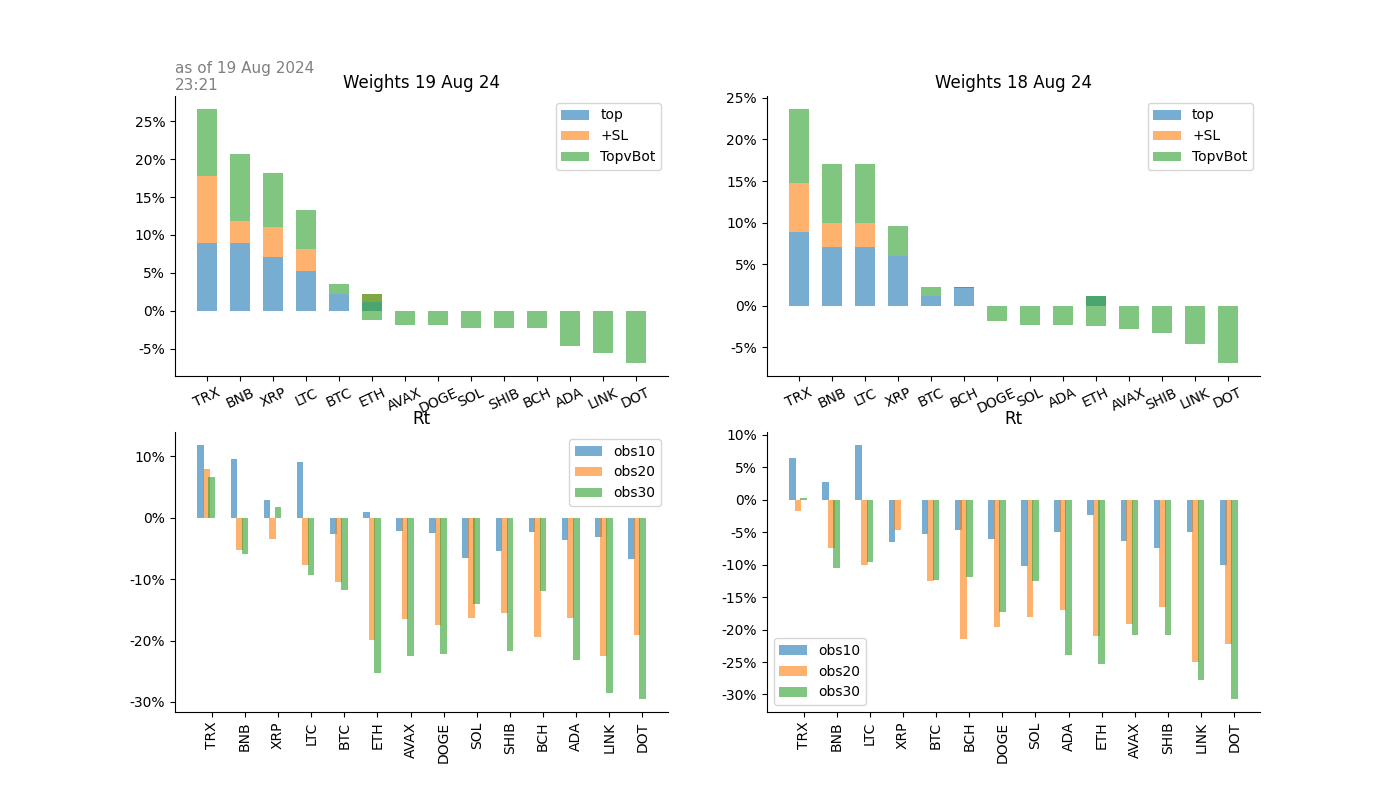 as of 19 Aug 2024
23:21
Weights 19 Aug 24
25%
20%
15%
10%
5%
0%
-5%
top
+SL
TopvBot
TRX BNB XRP LTC BTC ETH AVAX DOGE SOL SHIB BCH ADA LINK DOT
Weights 18 Aug 24
25%
20%
15%
10%
5%
0%
-5%
top
+SL
TopvBot
TRX BNB LTC XRP BTC BCH DOGE SOL ADA ETH AVAX SHIB LINK DOT
Rt
10%
0%
-10%
-20%
-30%
obs10
obs20
obs30
TRX BNB XRP LTC BTC ETH AVAX DOGE SOL SHIB BCH ADA LINK DOT
Rt
10%
5%
0%
-5%
-10%
-15%
-20%
-25%
-30%
obs10
obs20
obs30
TRX BNB LTC XRP BTC BCH DOGE SOL ADA ETH AVAX SHIB LINK DOT